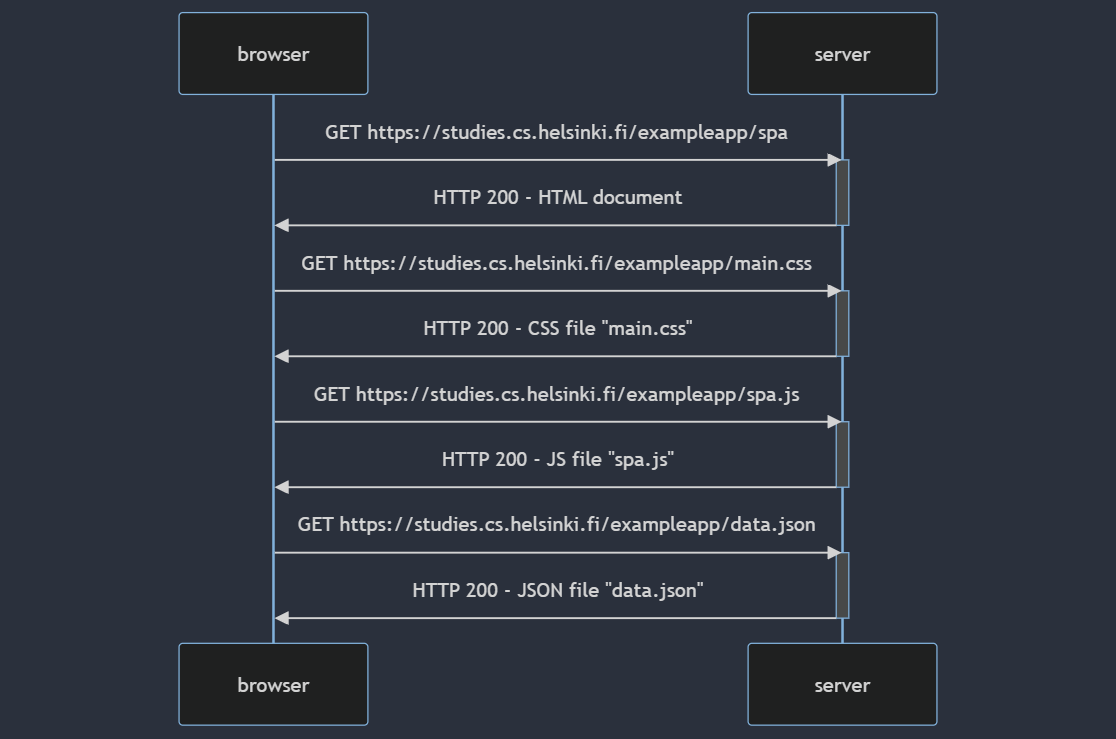 browser
server
GET https://studies.cs.helsinki.fi/exampleapp/spa
HTTP 200 - HTML document
GET https://studies.cs.helsinki.fi/exampleapp/main.css
HTTP 200 - CSS file "main.css"
GET https://studies.cs.helsinki.fi/exampleapp/spa.js
HTTP 200 - JS file "spa.js"
GET https://studies.cs.helsinki.fi/exampleapp/data.json
HTTP 200 - JSON file "data.json"
browser
server